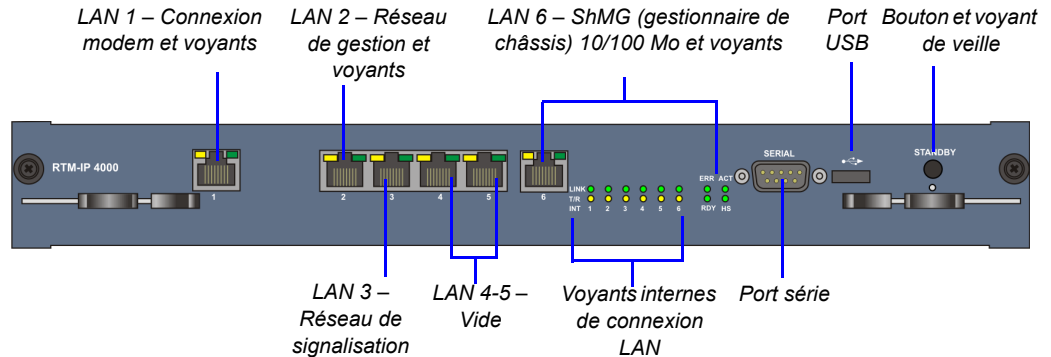 LAN 1 – Connexion
modem et voyants
LAN 2 – Réseau
de gestion et
voyants
LAN 6 – ShMG (gestionnaire de
châssis) 10/100 Mo et voyants
Port
USB
Bouton et voyant
de veille
RTM-IP 4000
1
2
3
4
5
6
LINK
T/R
INT 1 2 3 4 5 6
ERR ACT
RDY HS
SERIAL
STANDBY
LAN 3 –
Réseau de
signalisation
LAN 4-5 –
Vide
Voyants internes
de connexion
LAN
Port série